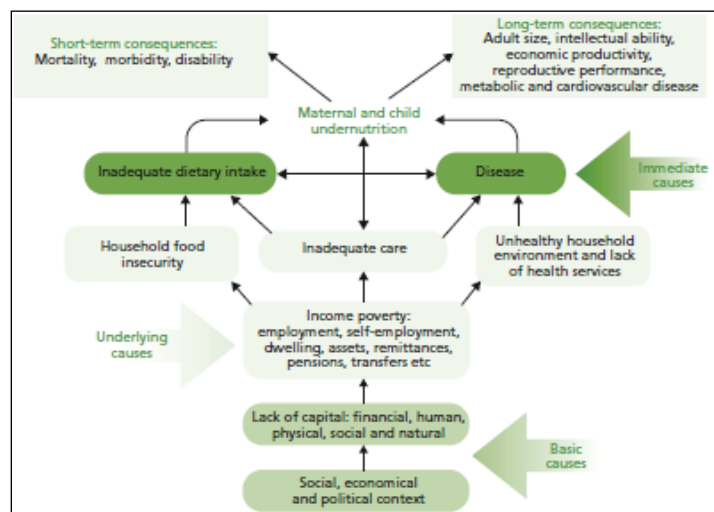 Short-term consequences:
Mortality, morbidity, disability
Long-term consequences:
Adult size, intellectual ability,
economic productivity,
reproductive performance,
metabolic and cardiovascular disease
Maternal and child
undernutrition
Inadequate dietary intake
Disease
Immediate
causes
Household food
insecurity
Inadequate care
Unhealthy household
environment and lack
of health services
Underlying
causes
Income poverty:
employment, self-employment,
dwelling, assets, remittances,
pensions, transfers etc
Lack of capital: financial, human,
physical, social and natural
Basic
causes
Social, economical
and political context